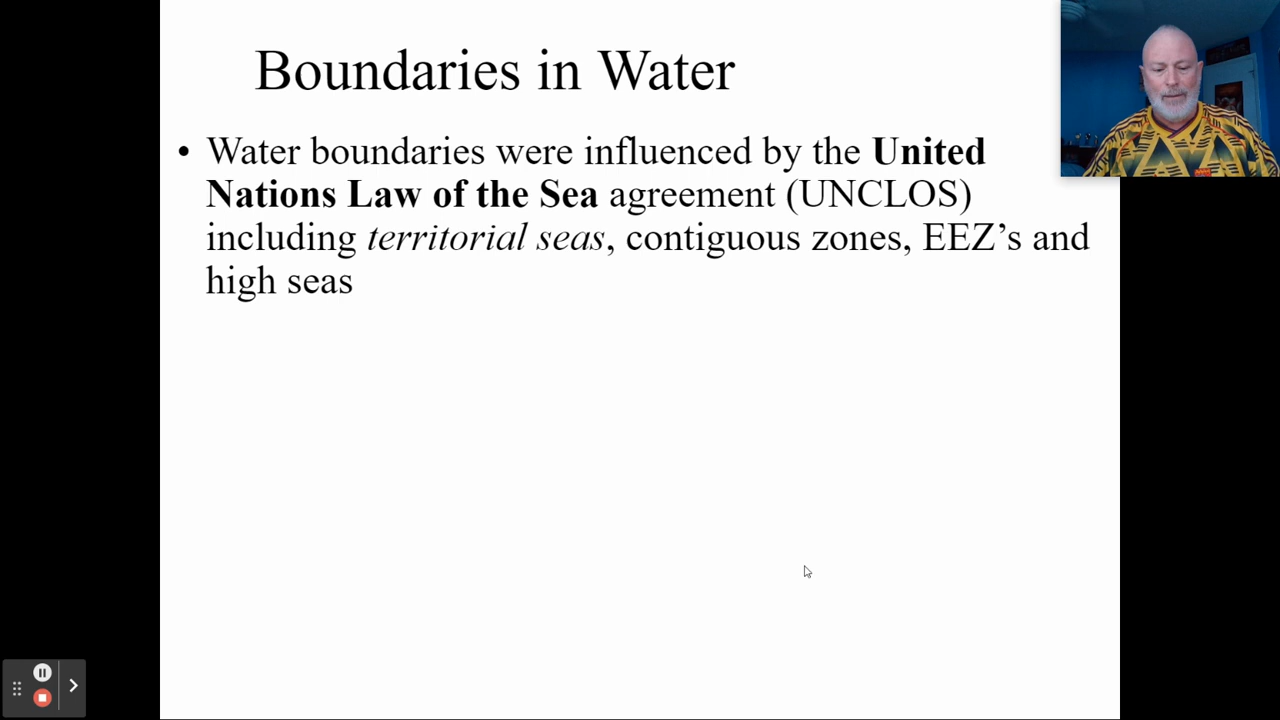 Boundaries in Water
• Water boundaries were influenced by the United
Nations Law of the Sea agreement (UNCLOS)
including territorial seas, contiguous zones, EEZ’s and
high seas